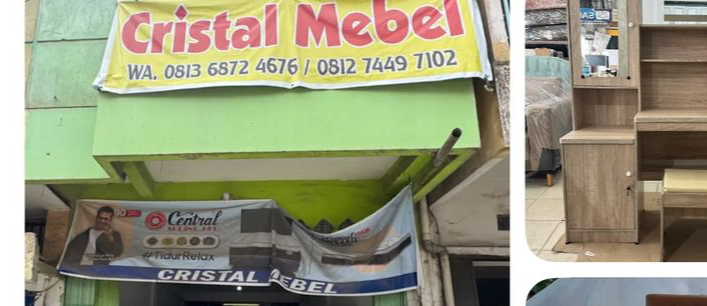 Cristal Mebel
WA. 0813 6872 4676 / 0812 7449 7102
Central
#TidurRelax
CRISTAL MEBEL